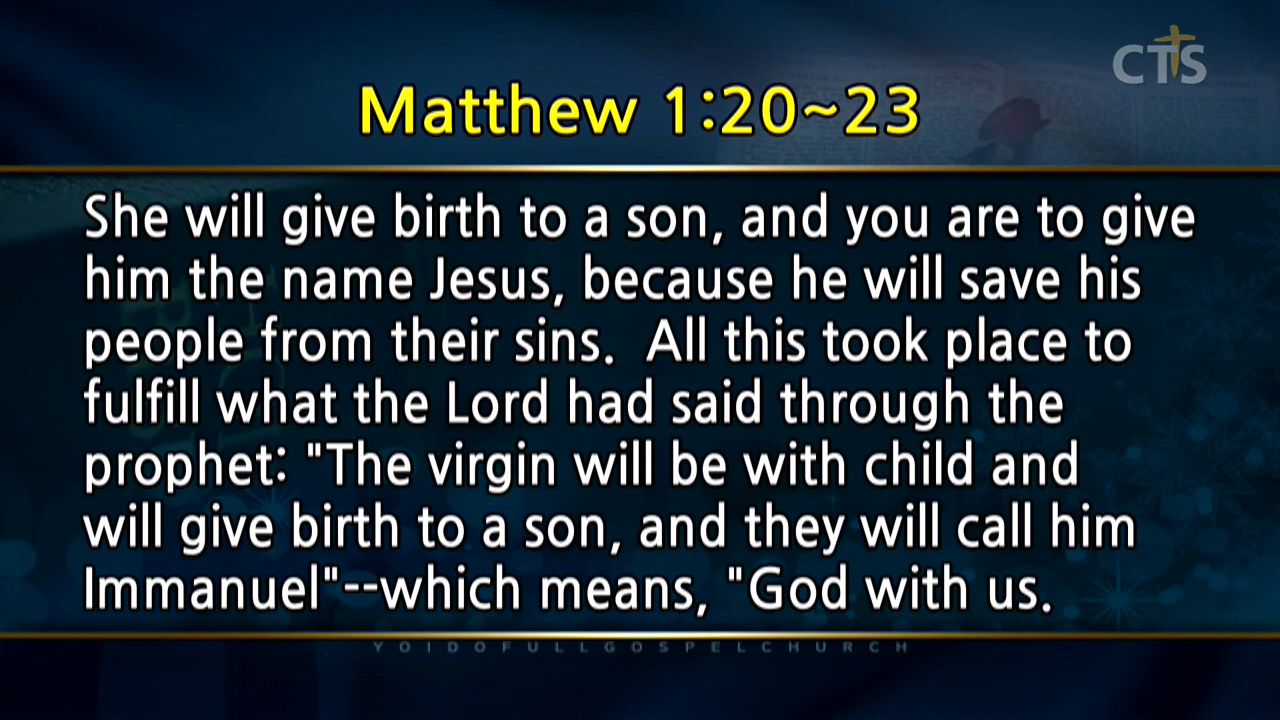 CTS
Matthew 1:20~23
She will give birth to a son, and you are to give
him the name Jesus, because he will save his
people from their sins.  All this took place to
fulfill what the Lord had said through the
prophet: "The virgin will be with child and
will give birth to a son, and they will call him
Immanuel"--which means, "God with us.
YOIDOFULLGOSPELCHURCH